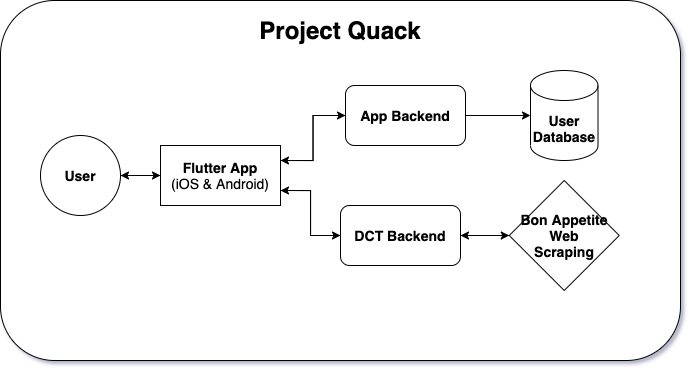 Project Quack
App Backend
User
Database
User
Flutter App
(iOS & Android)
DCT Backend
Bon Appetite
Web
Scraping